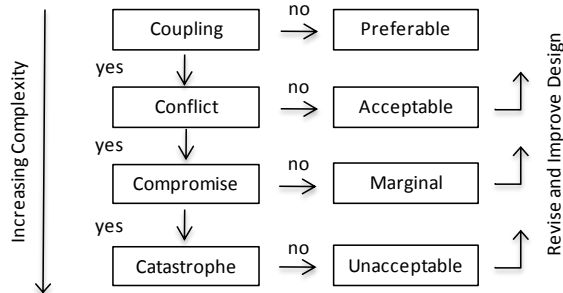 Coupling
no
Preferable
yes
Conflict
no
Acceptable
yes
Compromise
no
Marginal
yes
Catastrophe
no
Unacceptable
Increasing Complexity
Revise and Improve Design